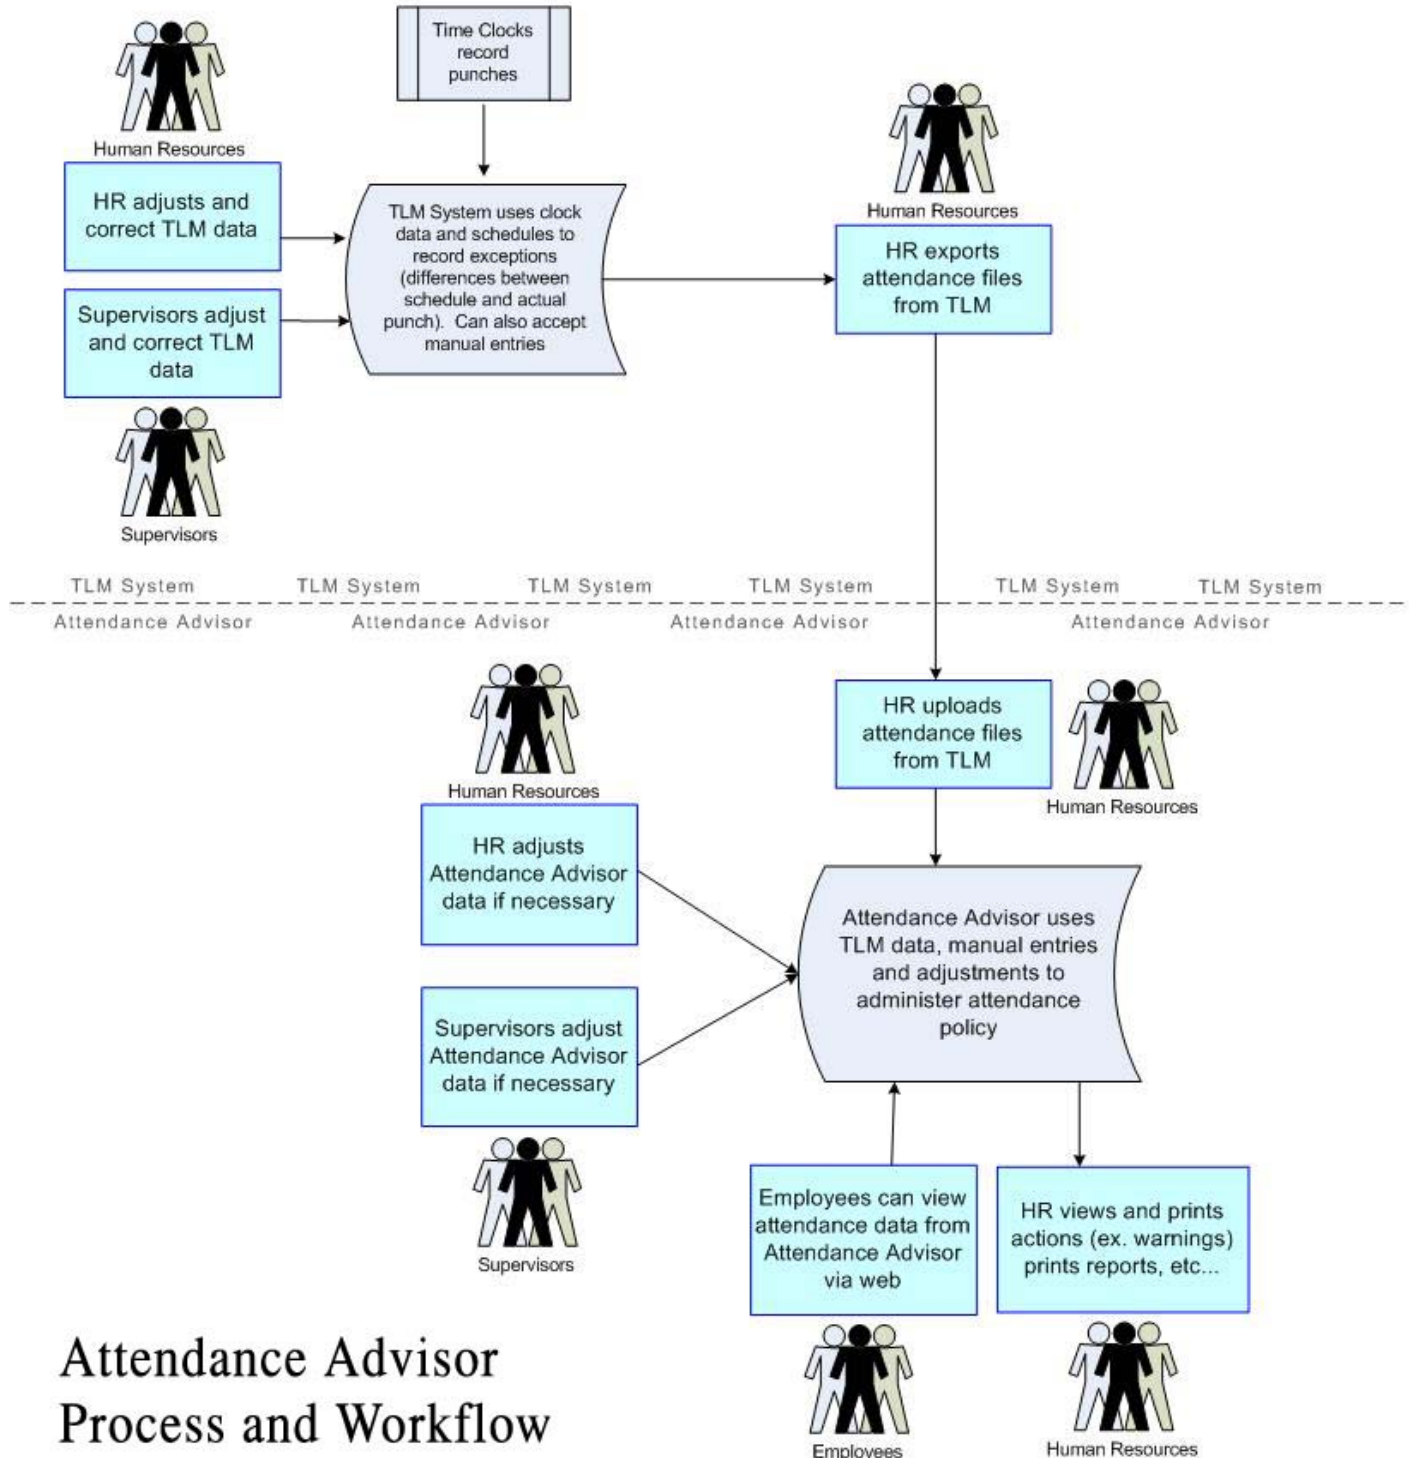 Time Clocks
record
punches
Human Resources
HR adjusts and
correct TLM data
Supervisors adjust
and correct TLM
data
Supervisors
TLM System uses clock
data and schedules to
record exceptions
(differences between
schedule and actual
punch).  Can also accept
manual entries
Human Resources
HR exports
attendance files
from TLM
TLM System TLM System TLM System TLM System TLM System TLM System
Attendance Advisor Attendance Advisor Attendance Advisor Attendance Advisor
HR uploads
attendance files
from TLM
Human Resources
Human Resources
HR adjusts
Attendance Advisor
data if necessary
Supervisors adjust
Attendance Advisor
data if necessary
Supervisors
Attendance Advisor uses
TLM data, manual entries
and adjustments to
administer attendance
policy
Employees can view
attendance data from
Attendance Advisor
via web
Employees
HR views and prints
actions (ex. warnings)
prints reports, etc...
Human Resources
Attendance Advisor
Process and Workflow